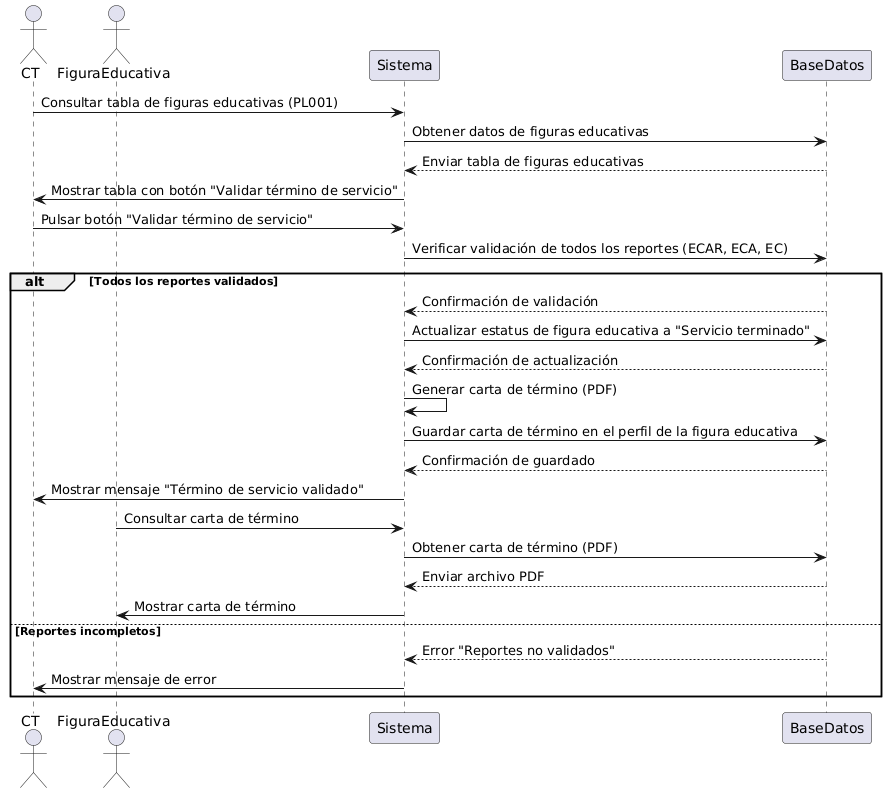 CT
FiguraEducativa
Sistema
BaseDatos
Consultar tabla de figuras educativas (PL001)
Obtener datos de figuras educativas
Enviar tabla de figuras educativas
Mostrar tabla con botón "Validar término de servicio"
Pulsar botón "Validar término de servicio"
Verificar validación de todos los reportes (ECAR, ECA, EC)
alt
[Todos los reportes validados]
Confirmación de validación
Actualizar estatus de figura educativa a "Servicio terminado"
Confirmación de actualización
Generar carta de término (PDF)
Guardar carta de término en el perfil de la figura educativa
Confirmación de guardado
Mostrar mensaje "Término de servicio validado"
Consultar carta de término
Obtener carta de término (PDF)
Enviar archivo PDF
Mostrar carta de término
[Reportes incompletos]
Error "Reportes no validados"
Mostrar mensaje de error
CT
FiguraEducativa
Sistema
BaseDatos